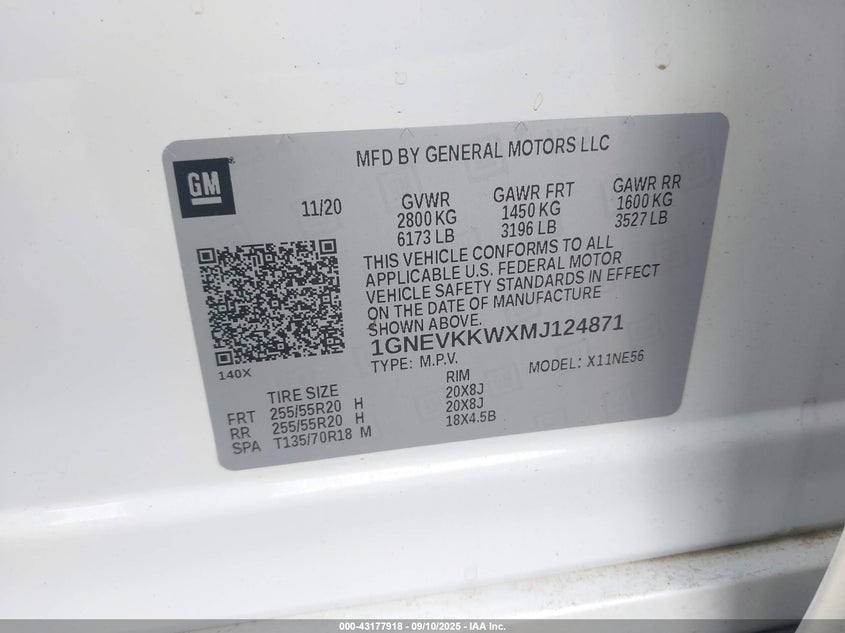 MFD BY GENERAL MOTORS LLC
GM
11/20
GVWR
2800 KG
6173 LB
GAWR FRT
1450 KG
3196 LB
GAWR RR
1600 KG
3527 LB
THIS VEHICLE CONFORMS TO ALL
APPLICABLE U.S. FEDERAL MOTOR
VEHICLE SAFETY STANDARDS IN EFFECT
ON THE DATE OF MANUFACTURE
SHOWN ABOVE.
1GNEVKKWXMJ124871
TYPE: M.P.V.
MODEL: X11NE56
140X
TIRE SIZE
RIM
FRT 255/55R20 H 20X8J
RR 255/55R20 H 20X8J
SPA T135/70R18 M 18X4.5B
000-43177918 - 09/10/2025 - IAA Inc.